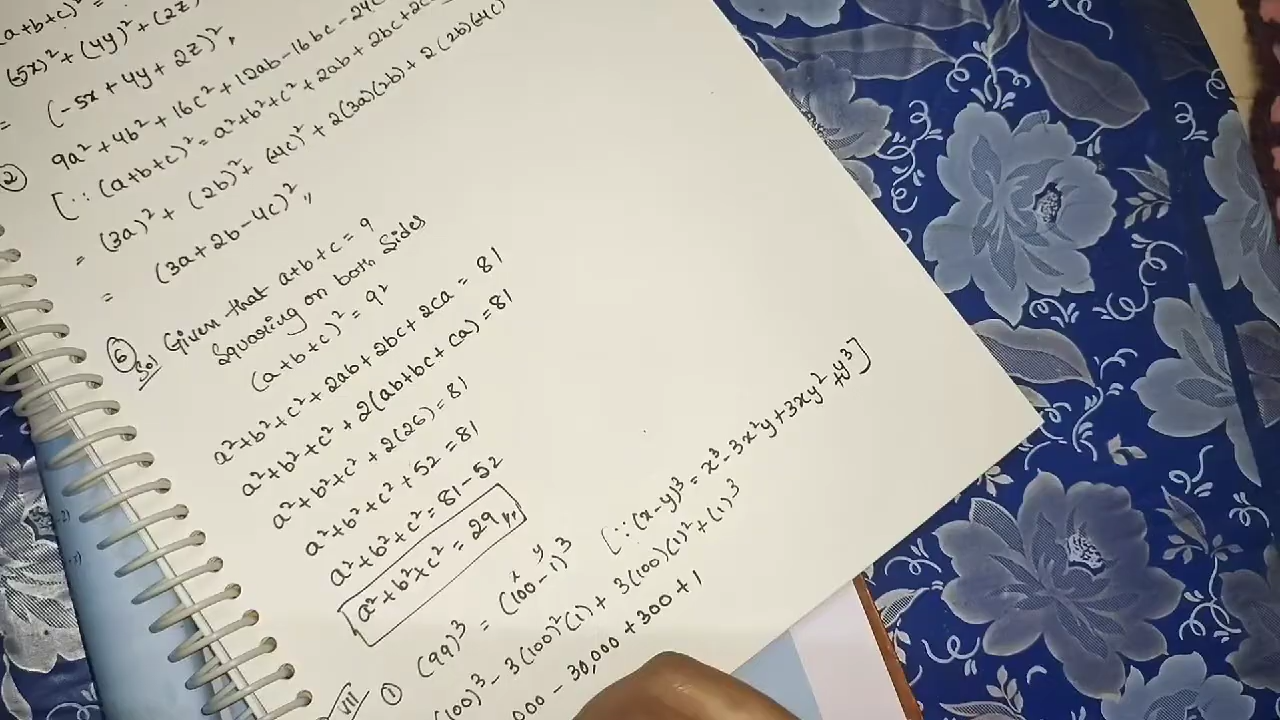 (a+b+c)² =
(-5x)² + (4y)² + (2z)
= (-5x + 4y + 2z)²,,
② 9a² + 4b² + 16c² + 12ab - 16bc - 24c
[∵ (a+b+c)² = a² + b² + c² + 2ab + 2bc + 2c
= (3a)² + (2b)² + (-4c)² + 2(3a)(2b) + 2(2b)(-4c)
= (3a + 2b - 4c)²,,
⑥ Given that a+b+c = 9
Sol Squaring on both sides
(a+b+c)² = 9²
a² + b² + c² + 2ab + 2bc + 2ca = 81
a² + b² + c² + 2(ab+bc+ca) = 81
a² + b² + c² + 2(26) = 81
a² + b² + c² + 52 = 81
a² + b² + c² = 81 - 52
a² + b² + c² = 29,,
x y
VII ① (99)³ = (100-1)³ [∵ (x-y)³ = x³ - 3x²y + 3xy² + y³]
100)³ - 3(100)²(1) + 3(100)(1)² + (1)³
000 - 30,000 + 300 + 1